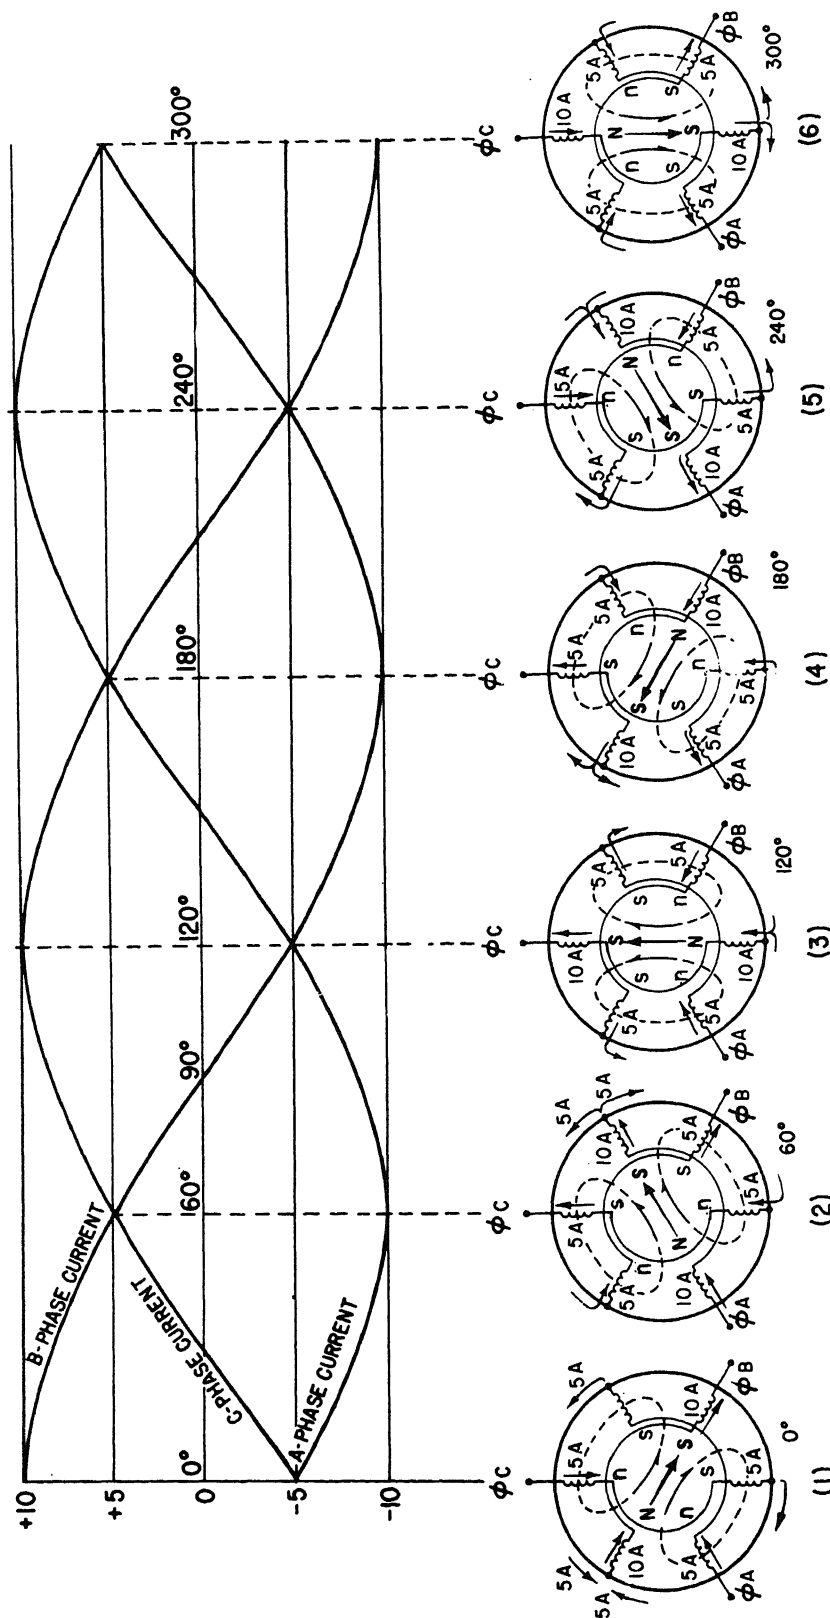 +10
+5
0
-5
-10
B-PHASE CURRENT
C-PHASE CURRENT
A-PHASE CURRENT
0°
60°
90°
120°
180°
240°
300°
φC
5A
5A
5A
5A
10A
n
N
s
n
S
s
5A
5A
10A
φA
φB
0°
(1)
φC
5A
5A
5A
10A
5A
s
n
S
N
s
n
10A
5A
5A
φA
φB
60°
(2)
φC
10A
5A
5A
S
s
s
n
n
N
5A
10A
5A
φA
φB
120°
(3)
φC
5A
10A
5A
s
S
n
s
N
n
5A
5A
10A
φA
φB
180°
(4)
φC
5A
5A
10A
n
s
N
S
n
s
10A
5A
5A
φA
φB
240°
(5)
φC
10A
5A
5A
N
n
n
s
s
S
5A
10A
5A
φA
φB
300°
(6)